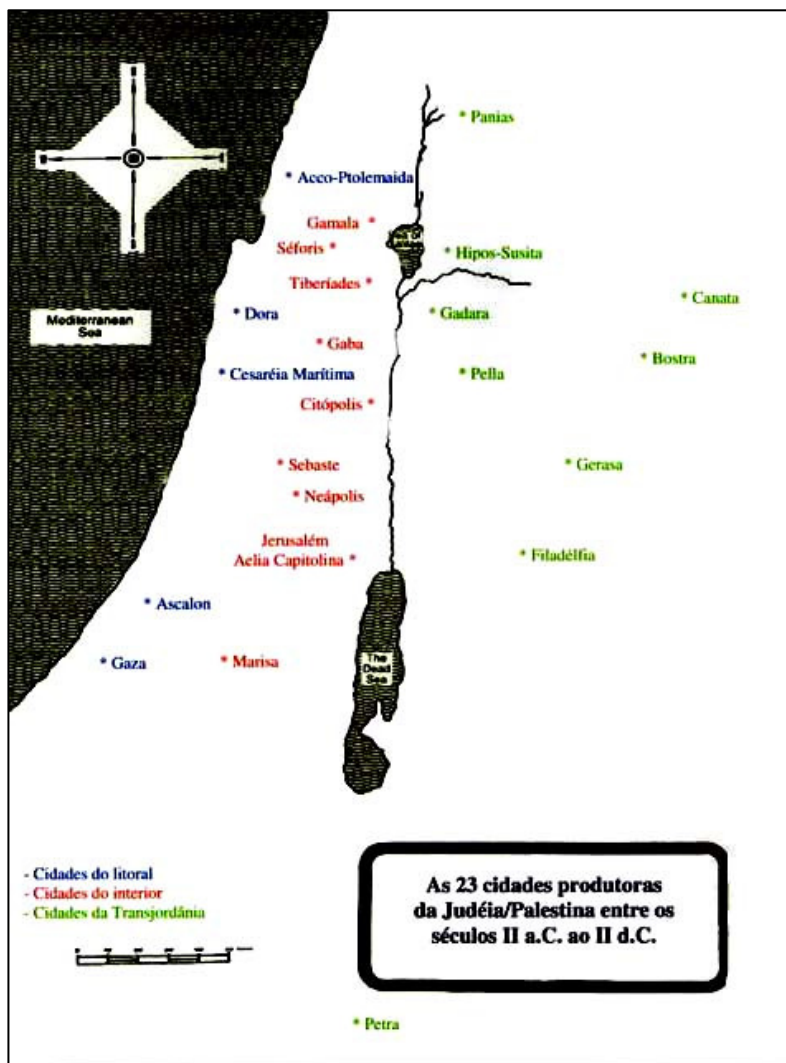 * Panias
* Acco-Ptolemaida
Gamala *
Séforis *
* Hipos-Susita
Tiberíades *
* Canata
* Dora
* Gadara
Mediterranean
Sea
* Gaba
* Bostra
* Cesaréia Marítima
* Pella
Citópolis *
* Sebaste
* Gerasa
* Neápolis
Jerusalém
Aelia Capitolina *
* Filadélfia
* Ascalon
* Gaza
* Marisa
The
Dead
Sea
- Cidades do litoral
- Cidades do interior
- Cidades da Transjordânia
As 23 cidades produtoras
da Judéia/Palestina entre os
séculos II a.C. ao II d.C.
* Petra